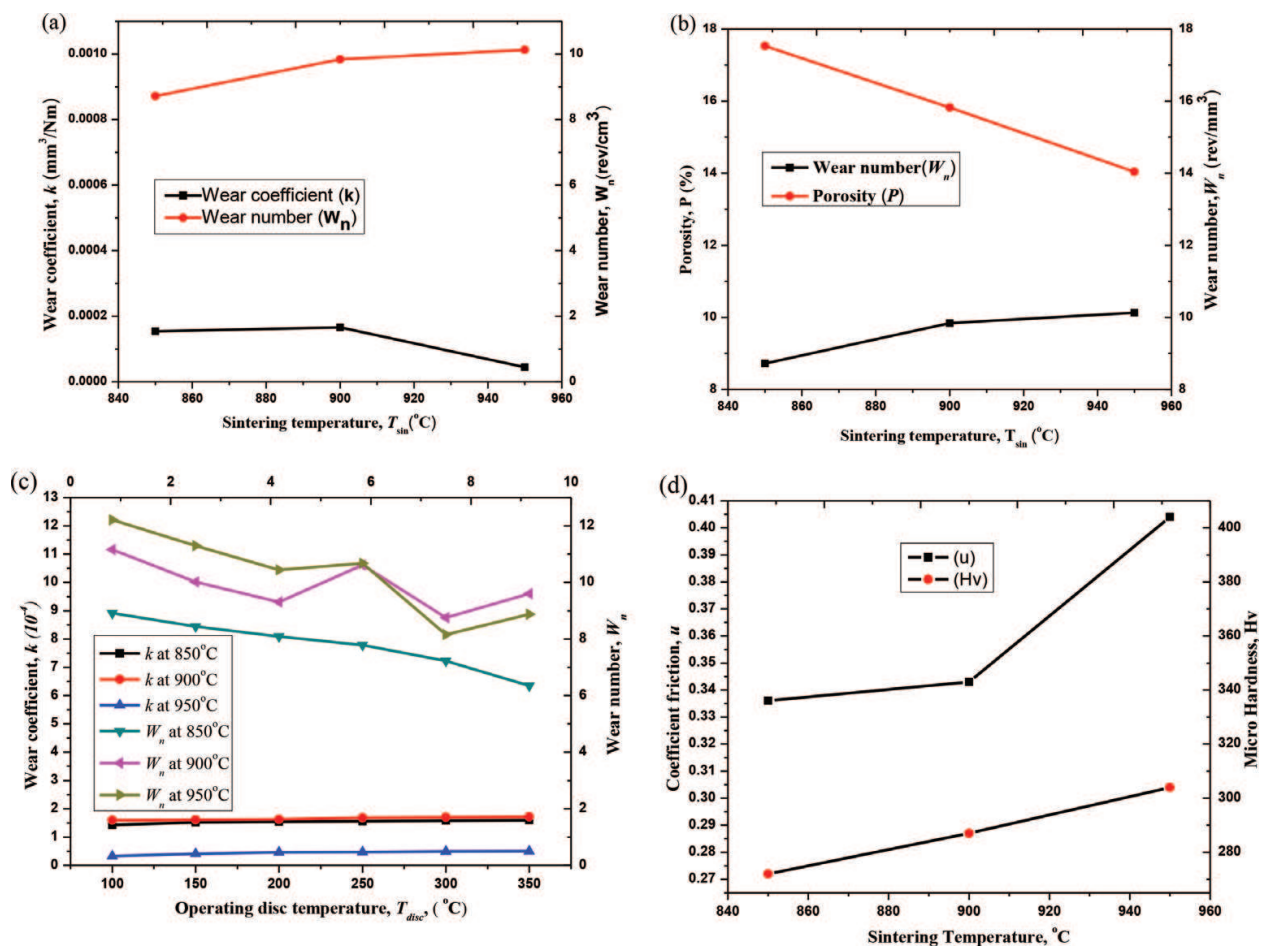 (a)
0.0010
0.0008
0.0006
0.0004
0.0002
0.0000
Wear coefficient, k (mm³/Nm)
10
8
6
4
2
0
Wear number, Wn(rev/cm³)
Wear coefficient (k)
Wear number (Wn)
840 860 880 900 920 940 960
Sintering temperature, Tsin(°C)
(b)
18
16
14
12
10
8
Porosity, P (%)
18
16
14
12
10
8
Wear number,Wn (rev/mm³)
Wear number(Wn)
Porosity (P)
840 860 880 900 920 940 960
Sintering temperature, Tsin (°C)
(c)
0 2 4 6 8 10
13
12
11
10
9
8
7
6
5
4
3
2
1
0
Wear coefficient, k (10⁻⁴)
12
10
8
6
4
2
0
Wear number, Wn
k at 850°C
k at 900°C
k at 950°C
Wn at 850°C
Wn at 900°C
Wn at 950°C
100 150 200 250 300 350
Operating disc temperature, Tdisc, (°C)
(d)
0.41
0.40
0.39
0.38
0.37
0.36
0.35
0.34
0.33
0.32
0.31
0.30
0.29
0.28
0.27
Coefficient friction, u
400
380
360
340
320
300
280
Micro Hardness, Hv
(u)
(Hv)
840 860 880 900 920 940 960
Sintering Temperature, °C